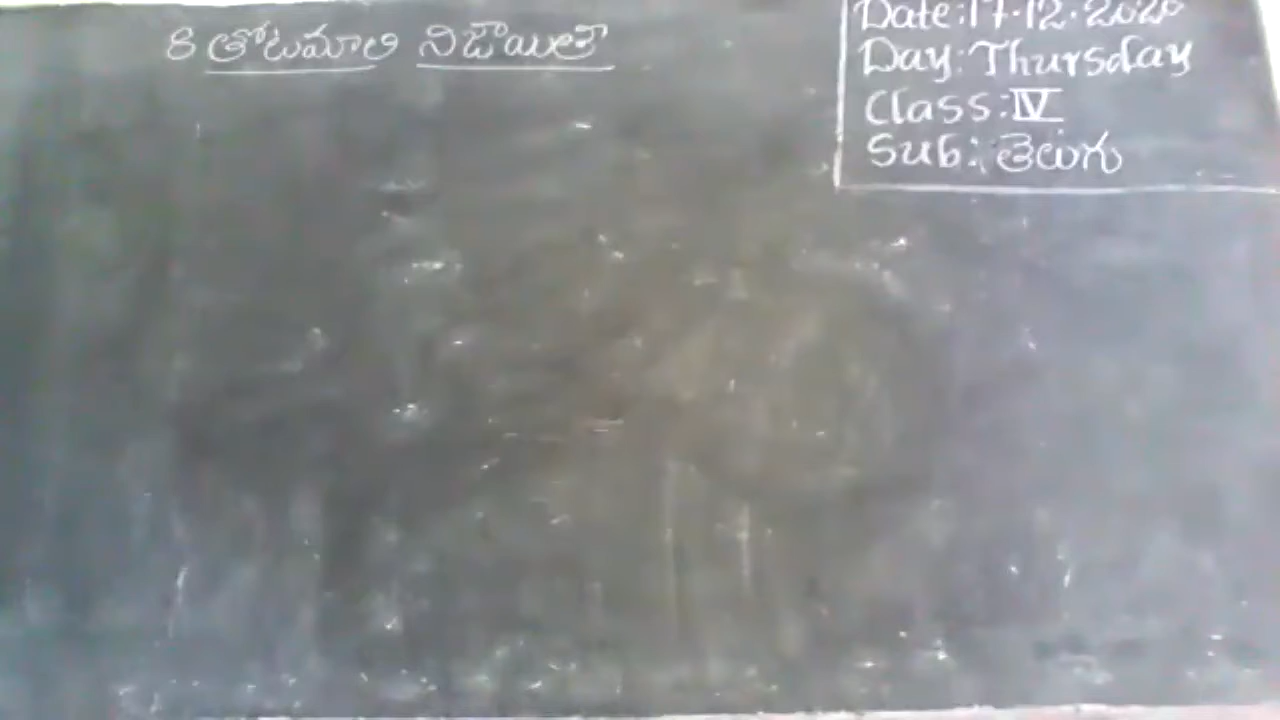 8 తోటమాలి నిజాయితీ
Date:17.12.2020
Day: Thursday
Class: IV
Sub: తెలుగు